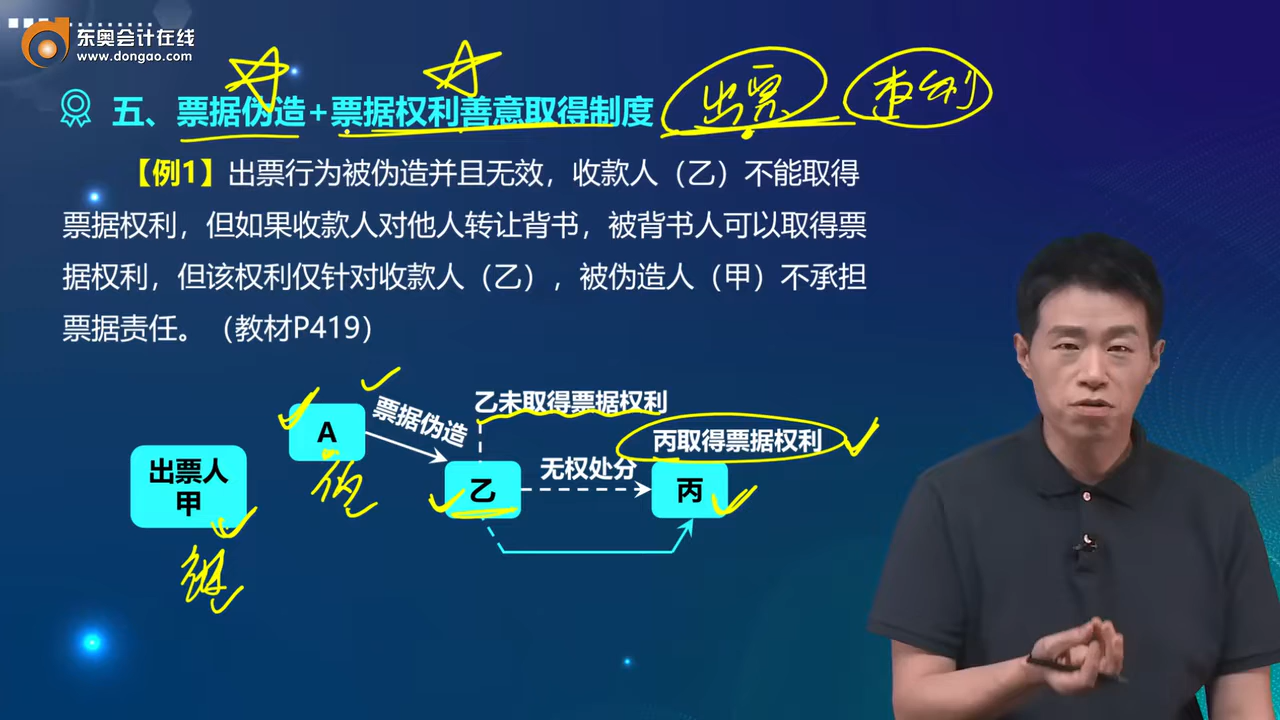 东奥会计在线
www.dongao.com
五、票据伪造+票据权利善意取得制度
出票
【例1】出票行为被伪造并且无效，收款人（乙）不能取得
票据权利，但如果收款人对他人转让背书，被背书人可以取得票
据权利，但该权利仅针对收款人（乙），被伪造人（甲）不承担
票据责任。（教材P419）
A
票据伪造
乙未取得票据权利
丙取得票据权利
出票人
甲
乙
无权处分
丙